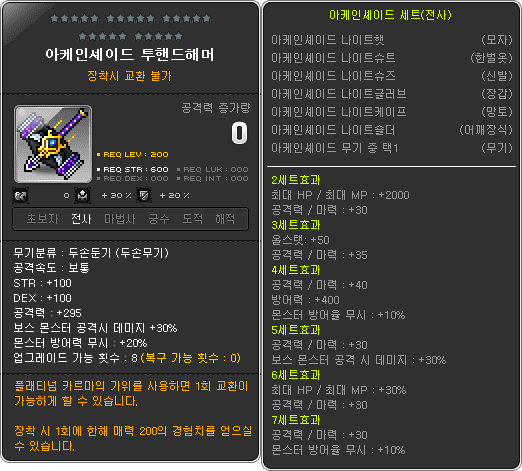 아케인셰이드 투핸드해머
장착시 교환 불가
공격력 증가량
0
REQ LEV : 200
REQ STR : 600
REQ LUK : 000
REQ DEX : 000
REQ INT : 000
0
+ 30 %
+ 20 %
초보자 전사 마법사 궁수 도적 해적
무기분류 : 두손둔기 (두손무기)
공격속도 : 보통
STR : +100
DEX : +100
공격력 : +295
보스 몬스터 공격시 데미지 +30%
몬스터 방어력 무시 : +20%
업그레이드 가능 횟수 : 8 (복구 가능 횟수 : 0)
플래티넘 카르마의 가위를 사용하면 1회 교환이
가능하게 할 수 있습니다.
장착 시 1회에 한해 매력 200의 경험치를 얻으실
수 있습니다.
아케인셰이드 세트(전사)
아케인셰이드 나이트햇 (모자)
아케인셰이드 나이트슈트 (한벌옷)
아케인셰이드 나이트슈즈 (신발)
아케인셰이드 나이트글러브 (장갑)
아케인셰이드 나이트케이프 (망토)
아케인셰이드 나이트숄더 (어깨장식)
아케인셰이드 무기 중 택1 (무기)
2세트효과
최대 HP / 최대 MP : +2000
공격력 / 마력 : +30
3세트효과
올스탯: +50
공격력 / 마력 : +35
4세트효과
공격력 / 마력 : +40
방어력 : +400
몬스터 방어율 무시 : +10%
5세트효과
공격력 / 마력 : +30
보스 몬스터 공격 시 데미지 : +30%
6세트효과
최대 HP / 최대 MP : +30%
공격력 / 마력 : +30
7세트효과
공격력 / 마력 : +30
몬스터 방어율 무시 : +10%